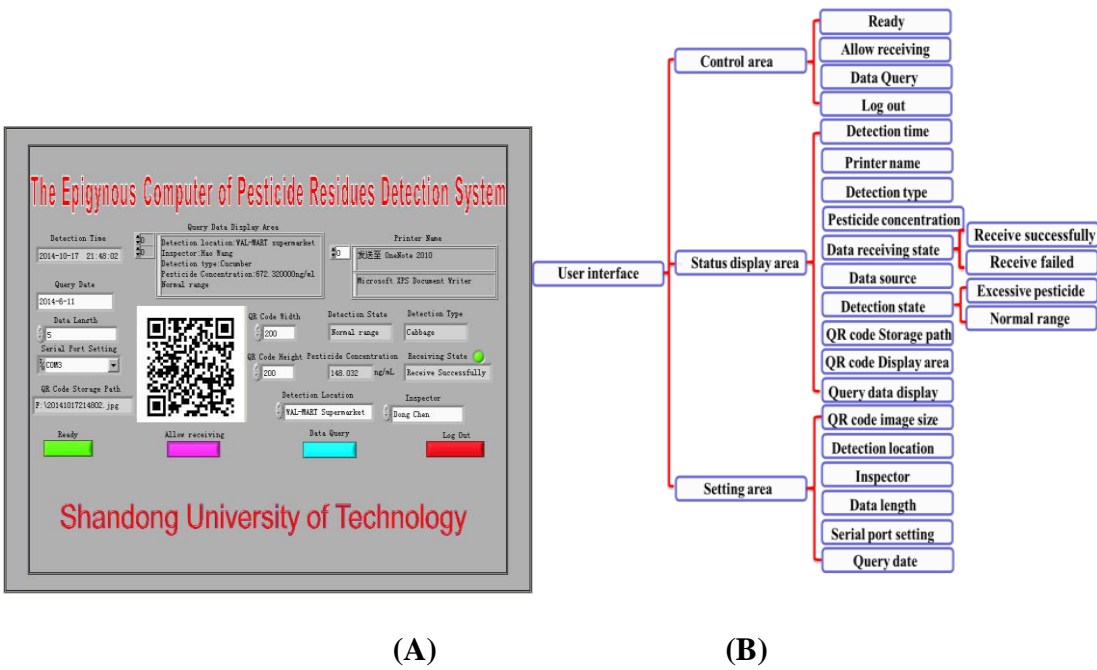 The Epigynous Computer of Pesticide Residues Detection System
Query Data Display Area
Detection Time
2014-10-17 21:48:02
0
0
Detection location:WAL-MART supermarket
Inspector:Hao Wang
Detection type:Cucumber
Pesticide Concentration:672.320000ng/ml
Normal range
Printer Name
0
发送至 OneNote 2010
Microsoft XPS Document Writer
Query Date
2014-6-11
Data Length
5
Serial Port Setting
COM3
QR Code Storage Path
F:\20141017214802.jpg
QR Code Width
200
Detection State
Normal range
Detection Type
Cabbage
QR Code Height
200
Pesticide Concentration
148.032 ng/mL
Receiving State
Receive Successfully
Detection Location
WAL-MART Supermarket
Inspector
Dong Chen
Ready
Allow receiving
Data Query
Log Out
Shandong University of Technology
(A)
User interface
Control area
Ready
Allow receiving
Data Query
Log out
Status display area
Detection time
Printer name
Detection type
Pesticide concentration
Data receiving state
Receive successfully
Receive failed
Data source
Detection state
Excessive pesticide
Normal range
QR code Storage path
QR code Display area
Query data display
Setting area
QR code image size
Detection location
Inspector
Data length
Serial port setting
Query date
(B)